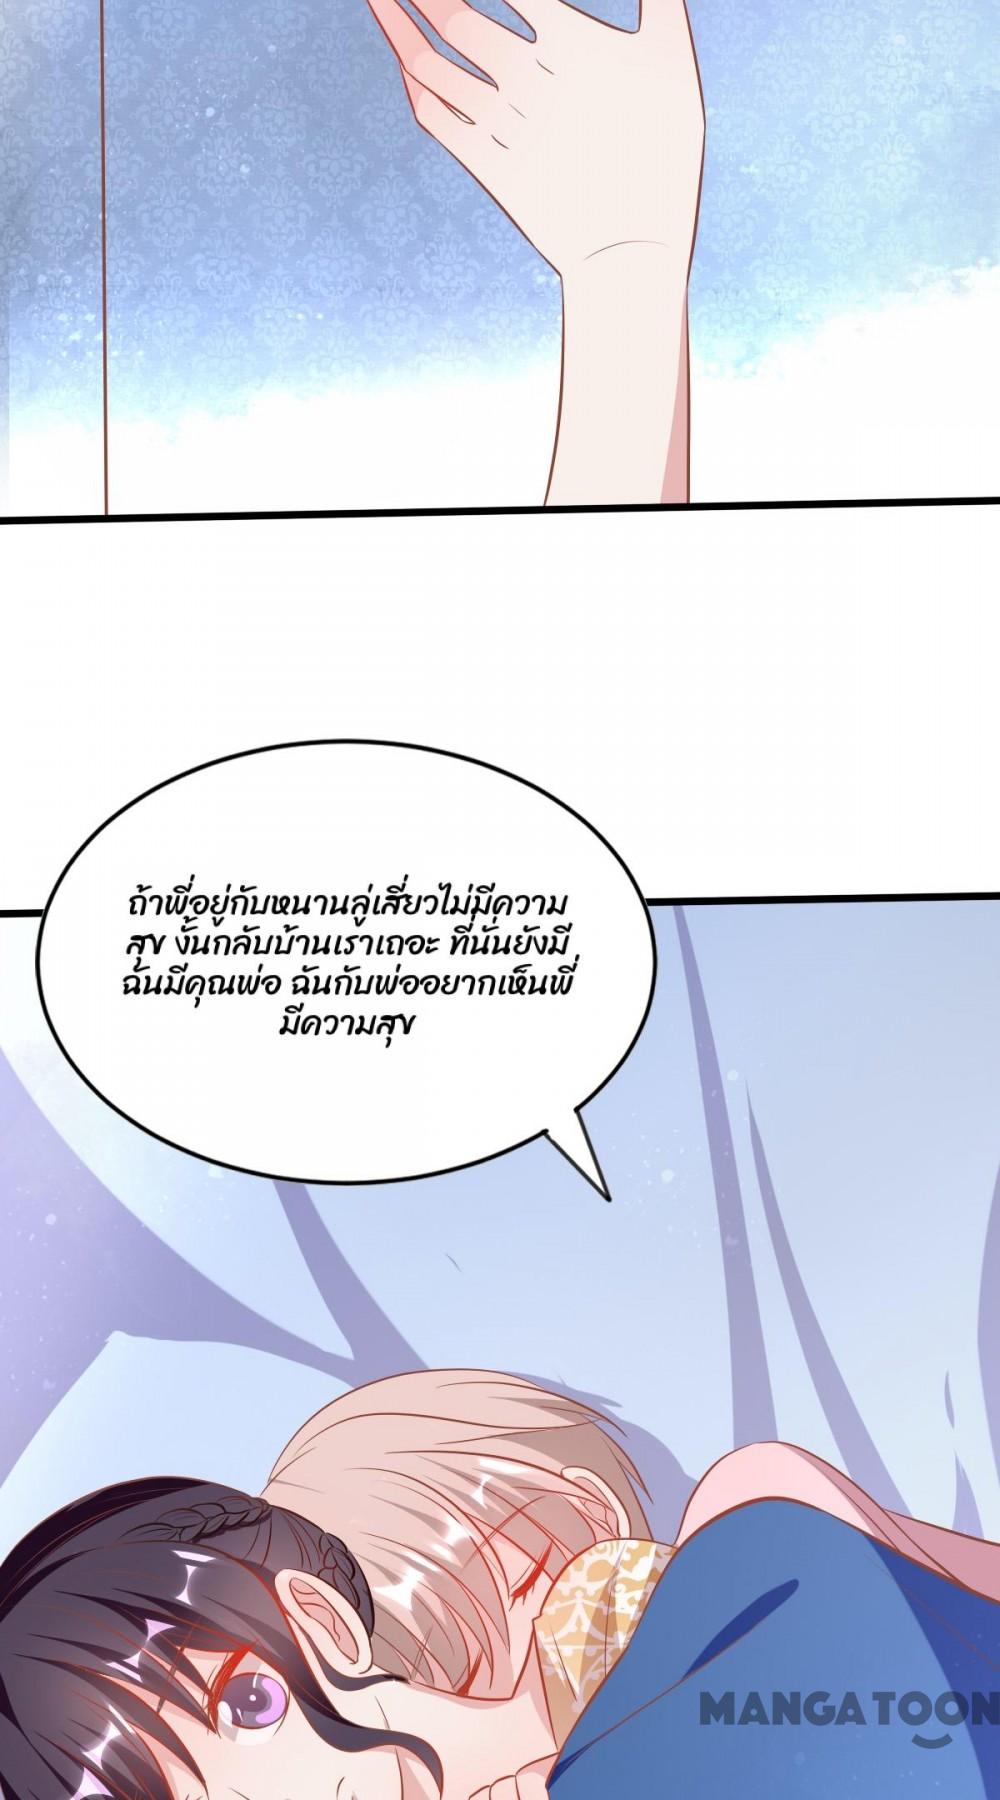 ถ้าพี่อยู่กับหนานลู่เสี่ยวไม่มีความ
สุข งั้นกลับบ้านเราเถอะ ที่นั่นยังมี
ฉันมีคุณพ่อ ฉันกับพ่ออยากเห็นพี่
มีความสุข
MANGATOON